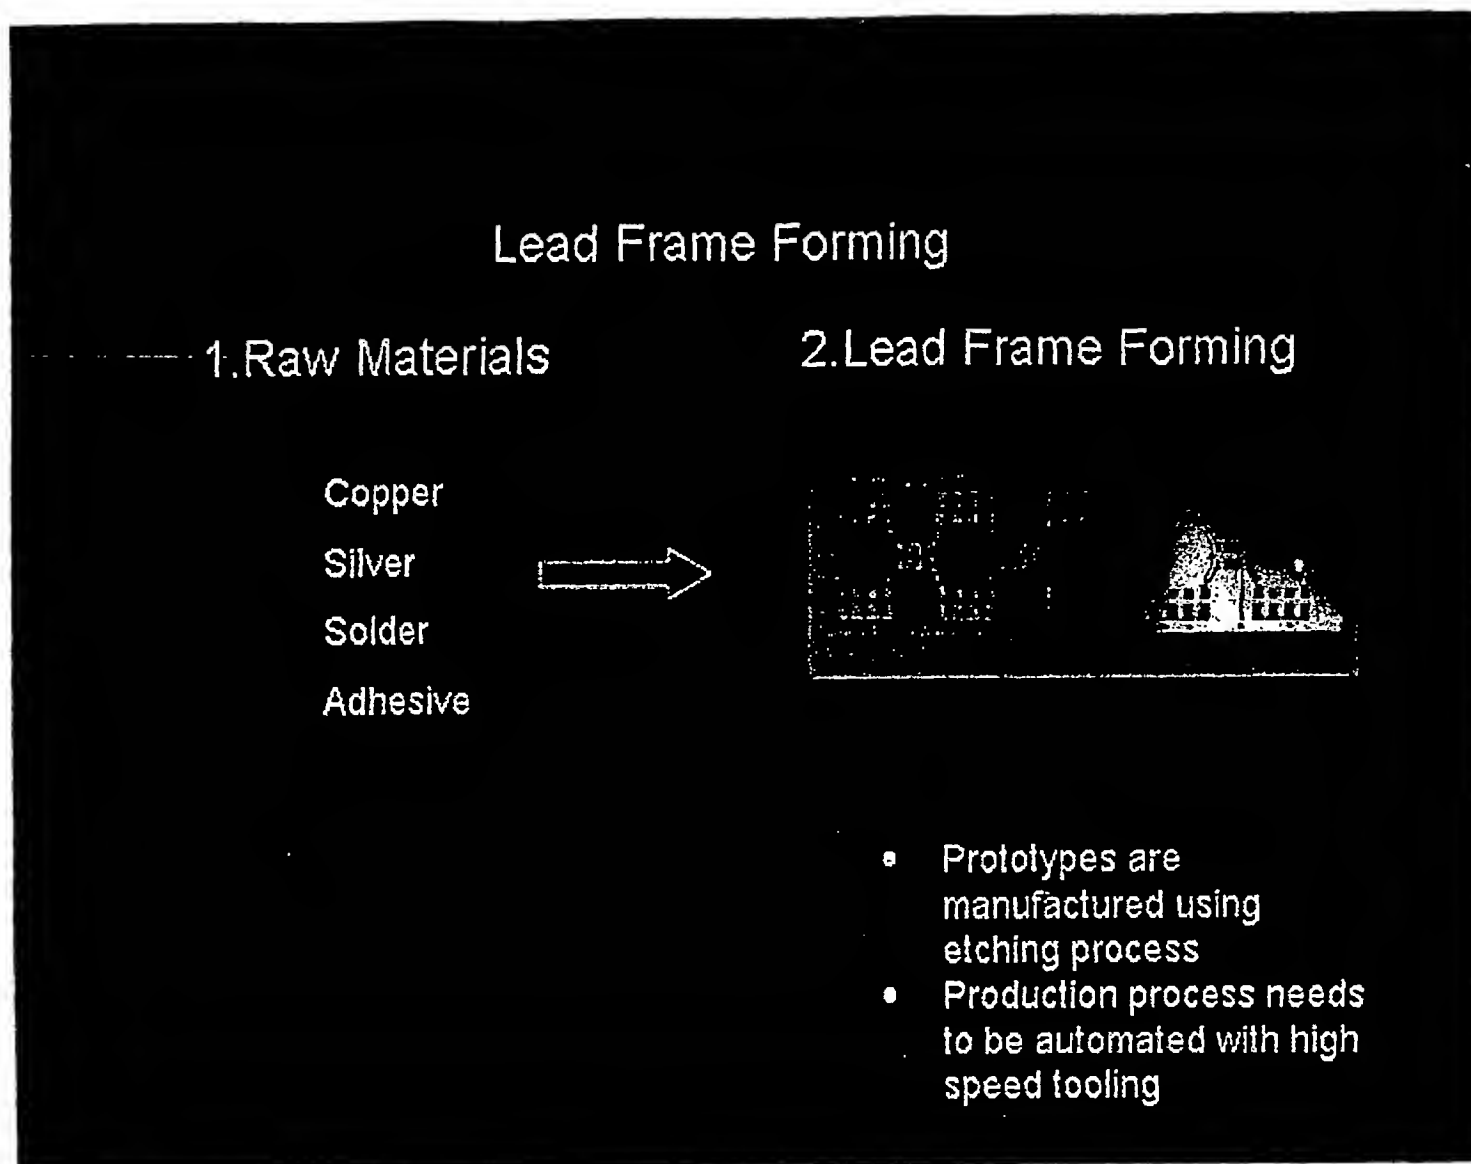 Lead Frame Forming
1.Raw Materials
2.Lead Frame Forming
Copper
Silver
Solder
Adhesive
• Prototypes are
manufactured using
etching process
• Production process needs
to be automated with high
speed tooling